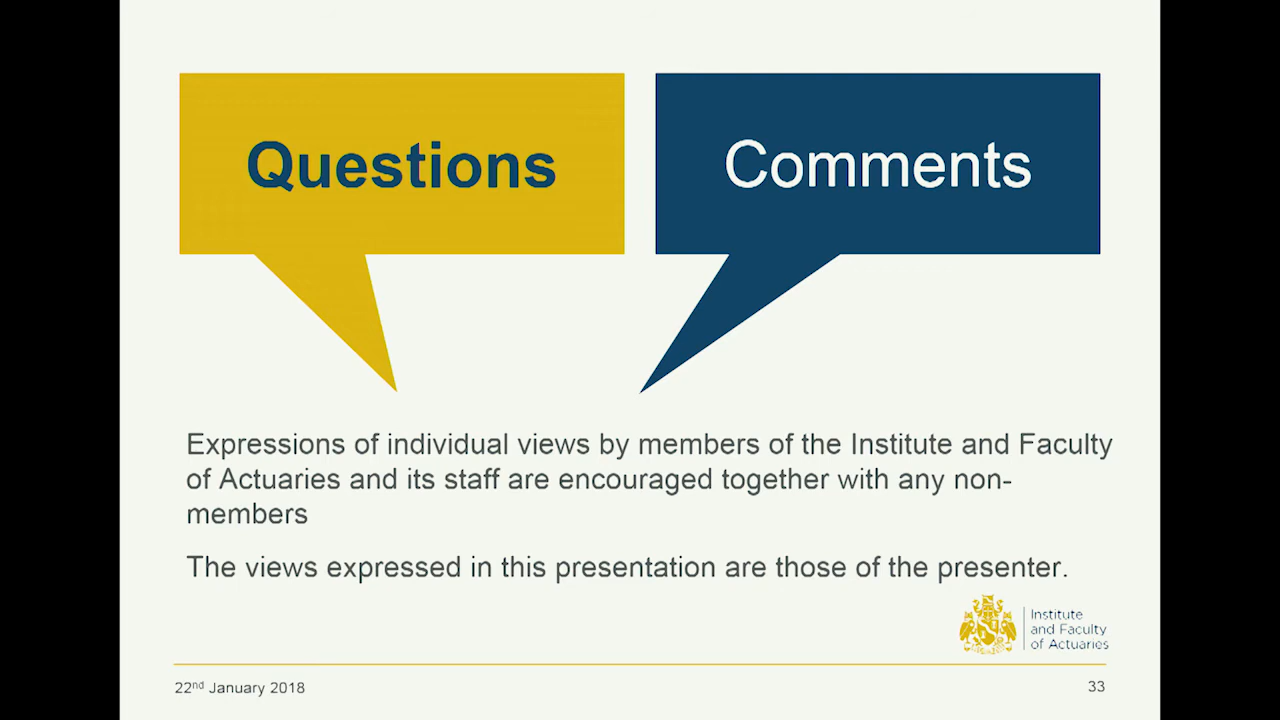 Questions
Comments
Expressions of individual views by members of the Institute and Faculty
of Actuaries and its staff are encouraged together with any non-
members
The views expressed in this presentation are those of the presenter.
Institute
and Faculty
of Actuaries
22nd January 2018
33